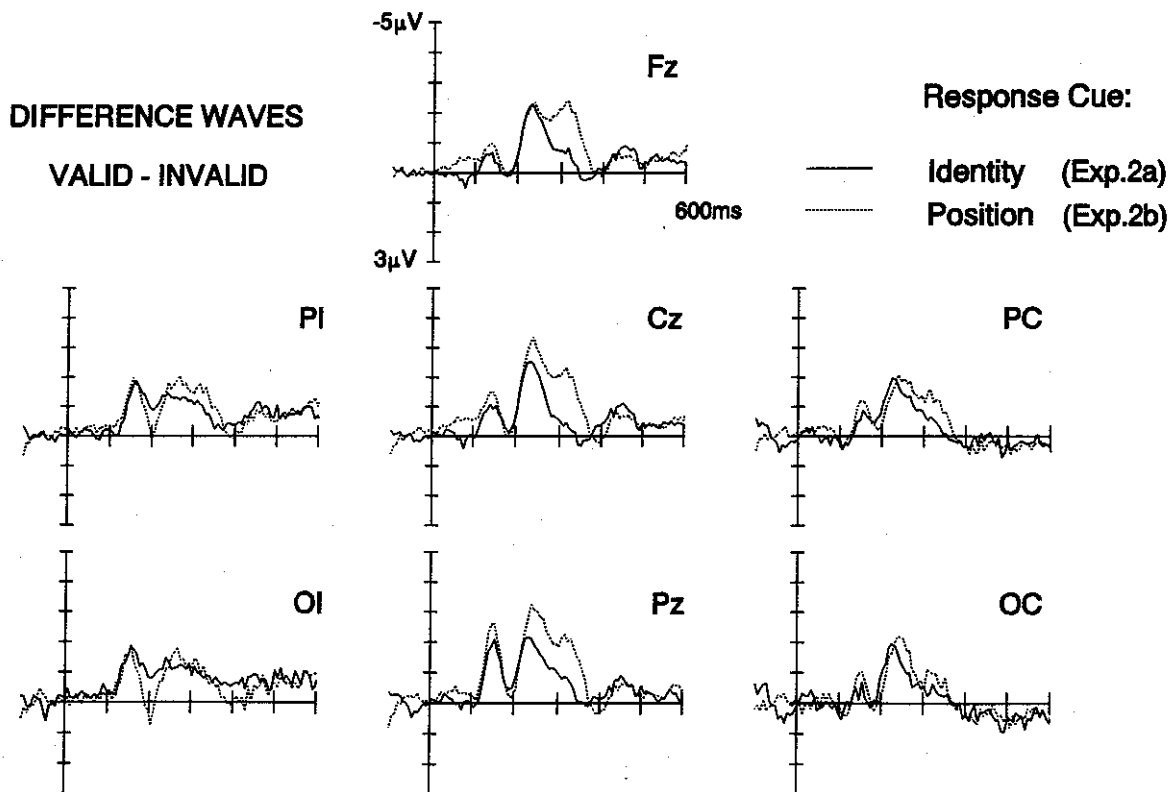 -5µV
Fz
DIFFERENCE WAVES
VALID - INVALID
Response Cue:
Identity (Exp.2a)
Position (Exp.2b)
600ms
3µV
PI
Cz
PC
OI
Pz
OC